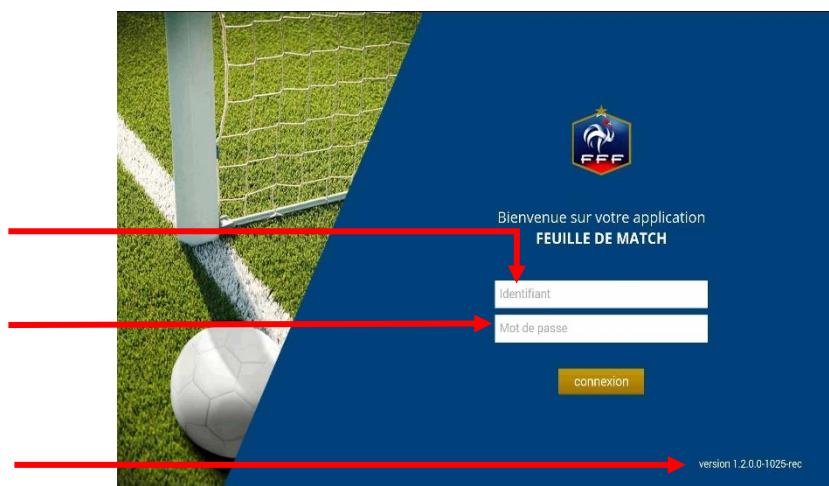 FFF
Bienvenue sur votre application
FEUILLE DE MATCH
Identifiant
Mot de passe
connexion
version 1.2.0.0-1025-rec